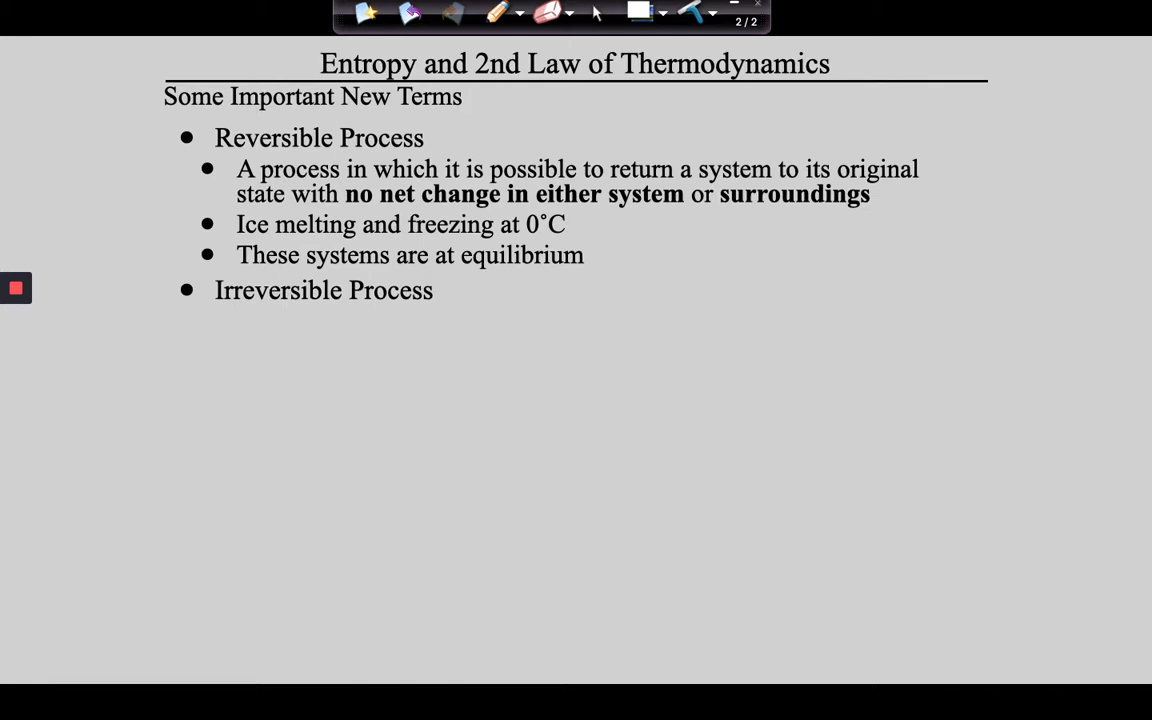 2 / 2
Entropy and 2nd Law of Thermodynamics
Some Important New Terms
● Reversible Process
● A process in which it is possible to return a system to its original
state with no net change in either system or surroundings
● Ice melting and freezing at 0˚C
● These systems are at equilibrium
● Irreversible Process